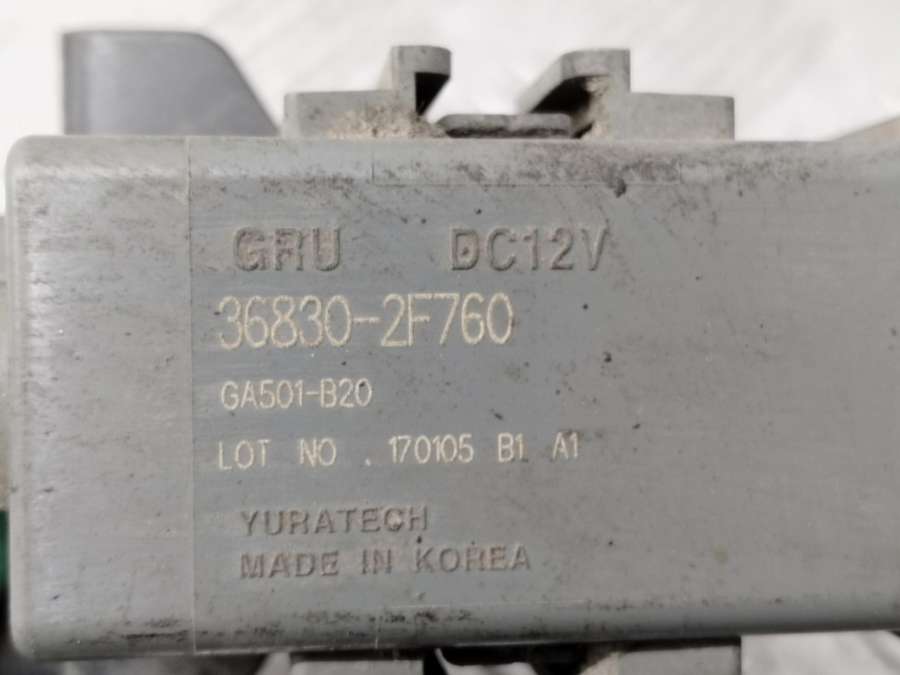 GRU DC12V
36830-2F760
GA501-B20
LOT NO . 170105 B1 A1
YURATECH
MADE IN KOREA